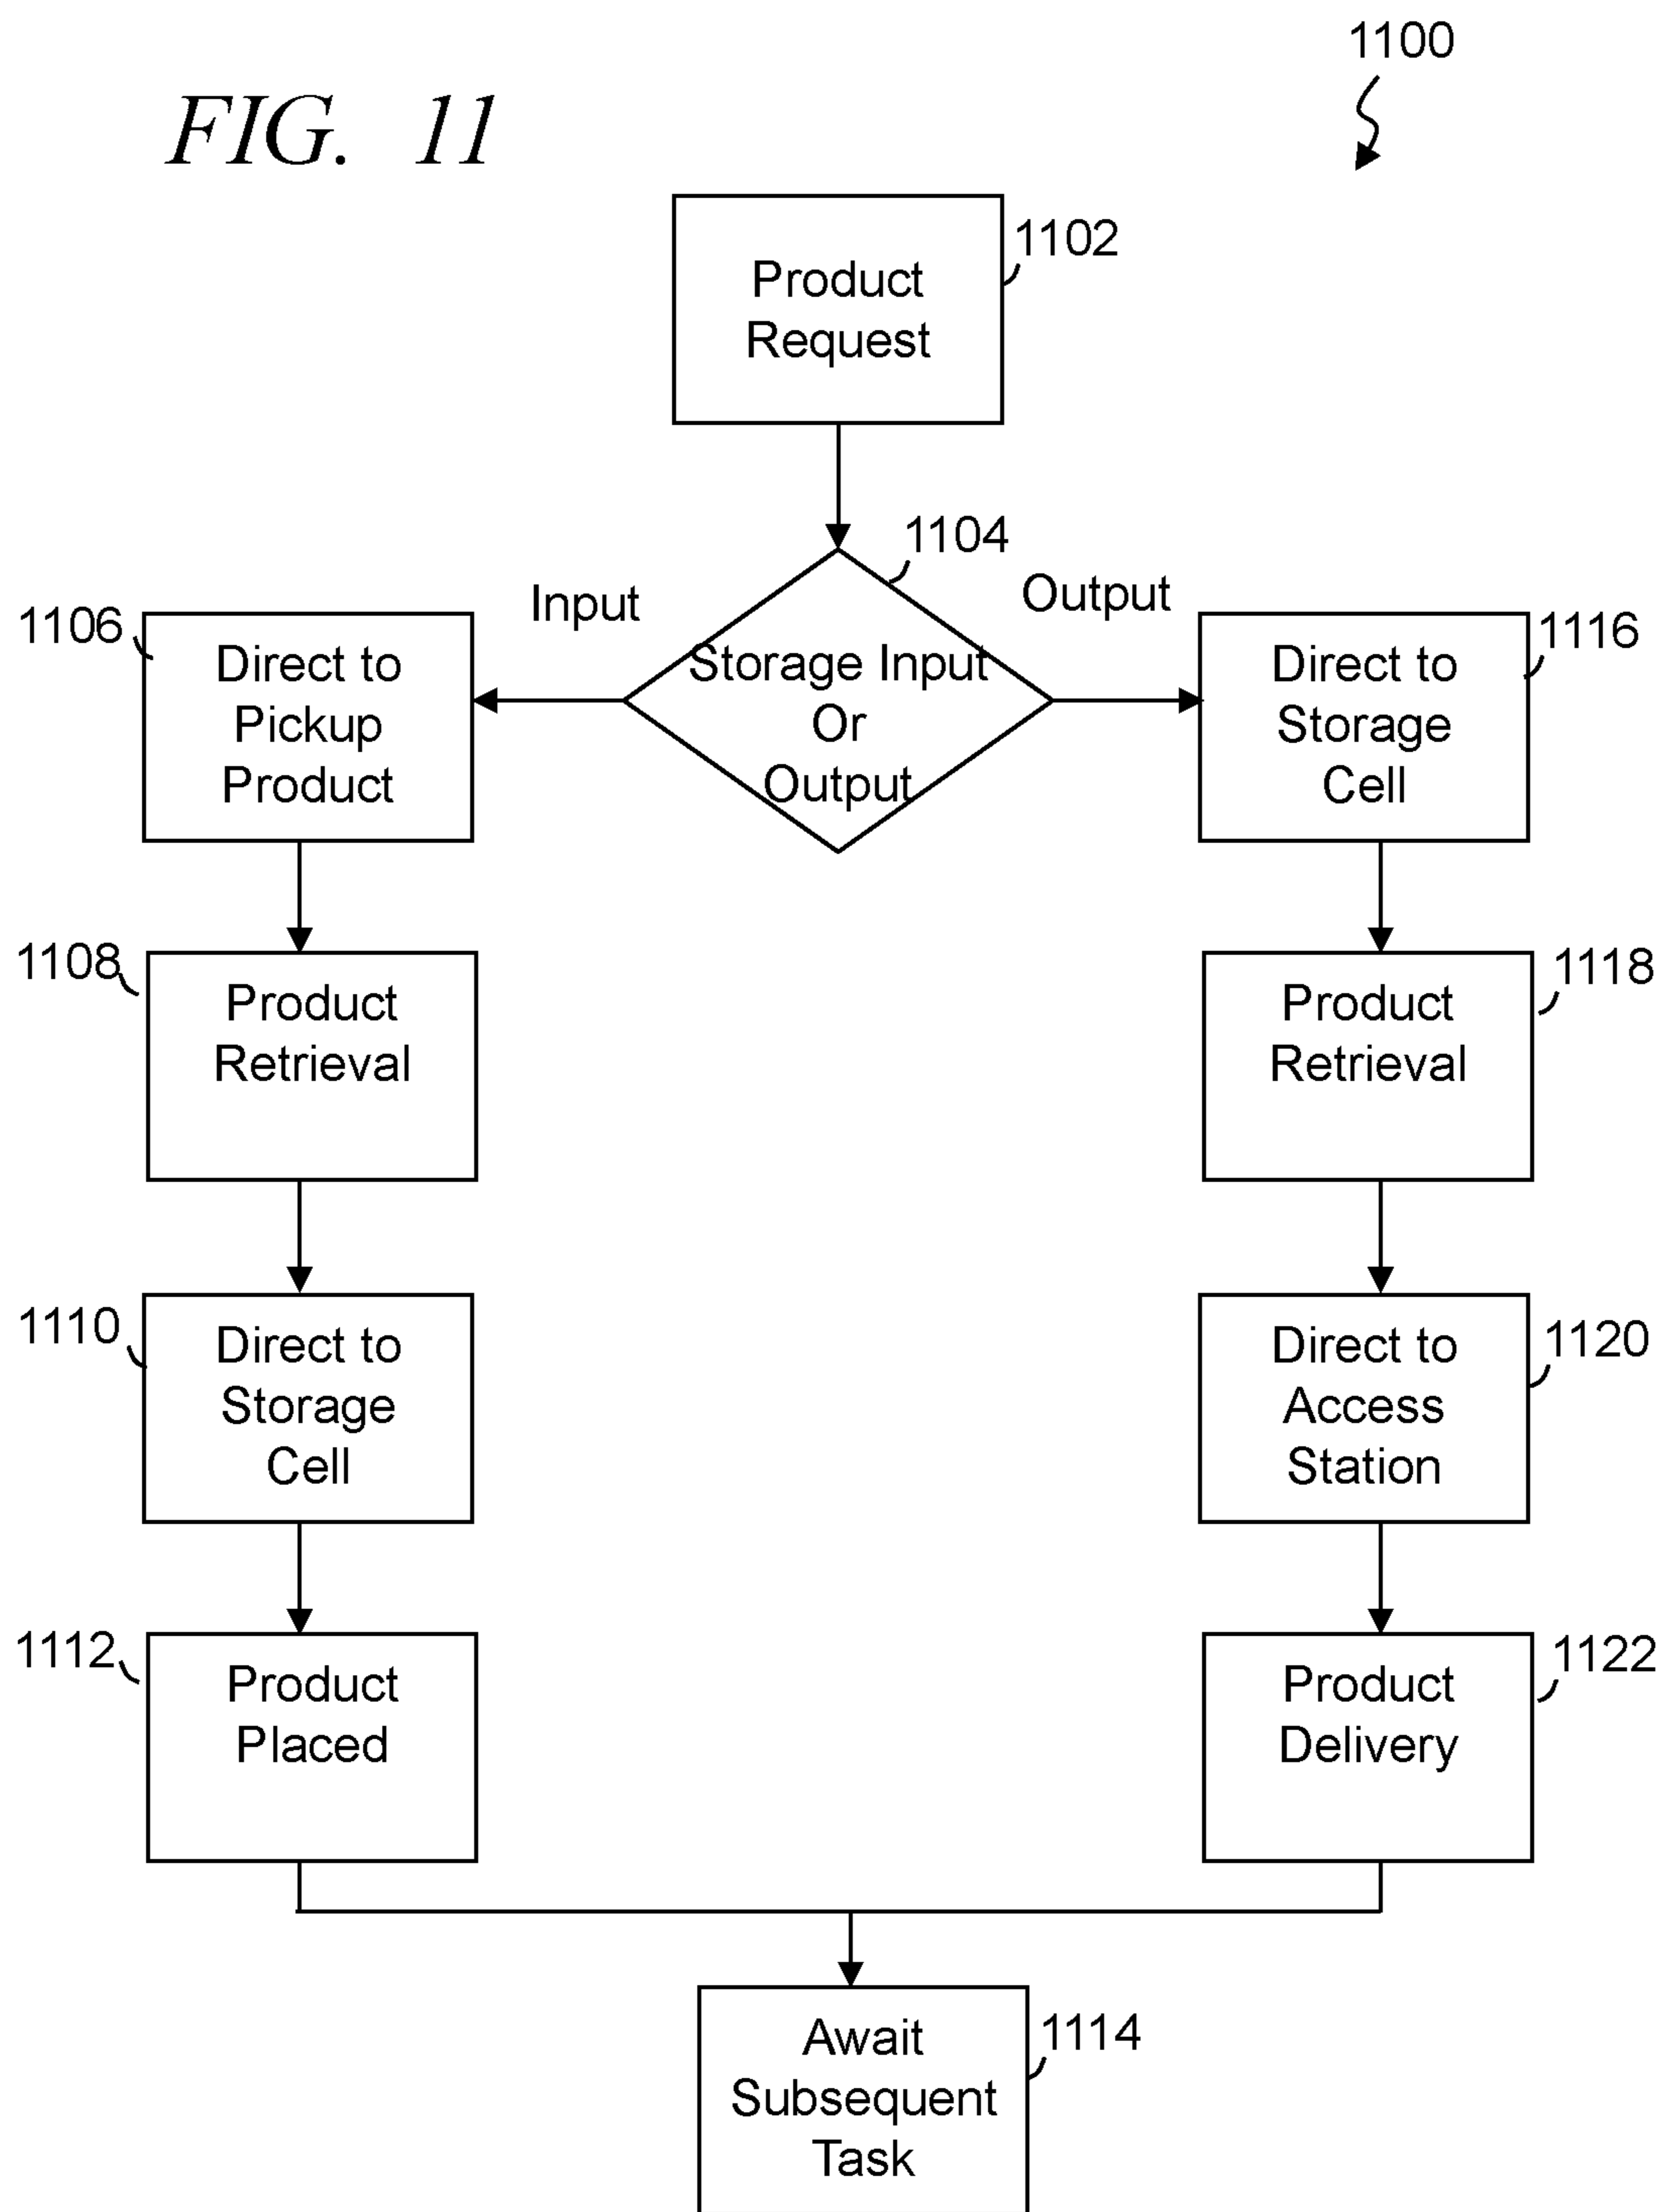 FIG. 11
1100
1102
Product
Request
1104
Input
Output
Storage Input
Or
Output
1106
Direct to
Pickup
Product
1116
Direct to
Storage
Cell
1108
Product
Retrieval
1118
Product
Retrieval
1110
Direct to
Storage
Cell
1120
Direct to
Access
Station
1112
Product
Placed
1122
Product
Delivery
1114
Await
Subsequent
Task